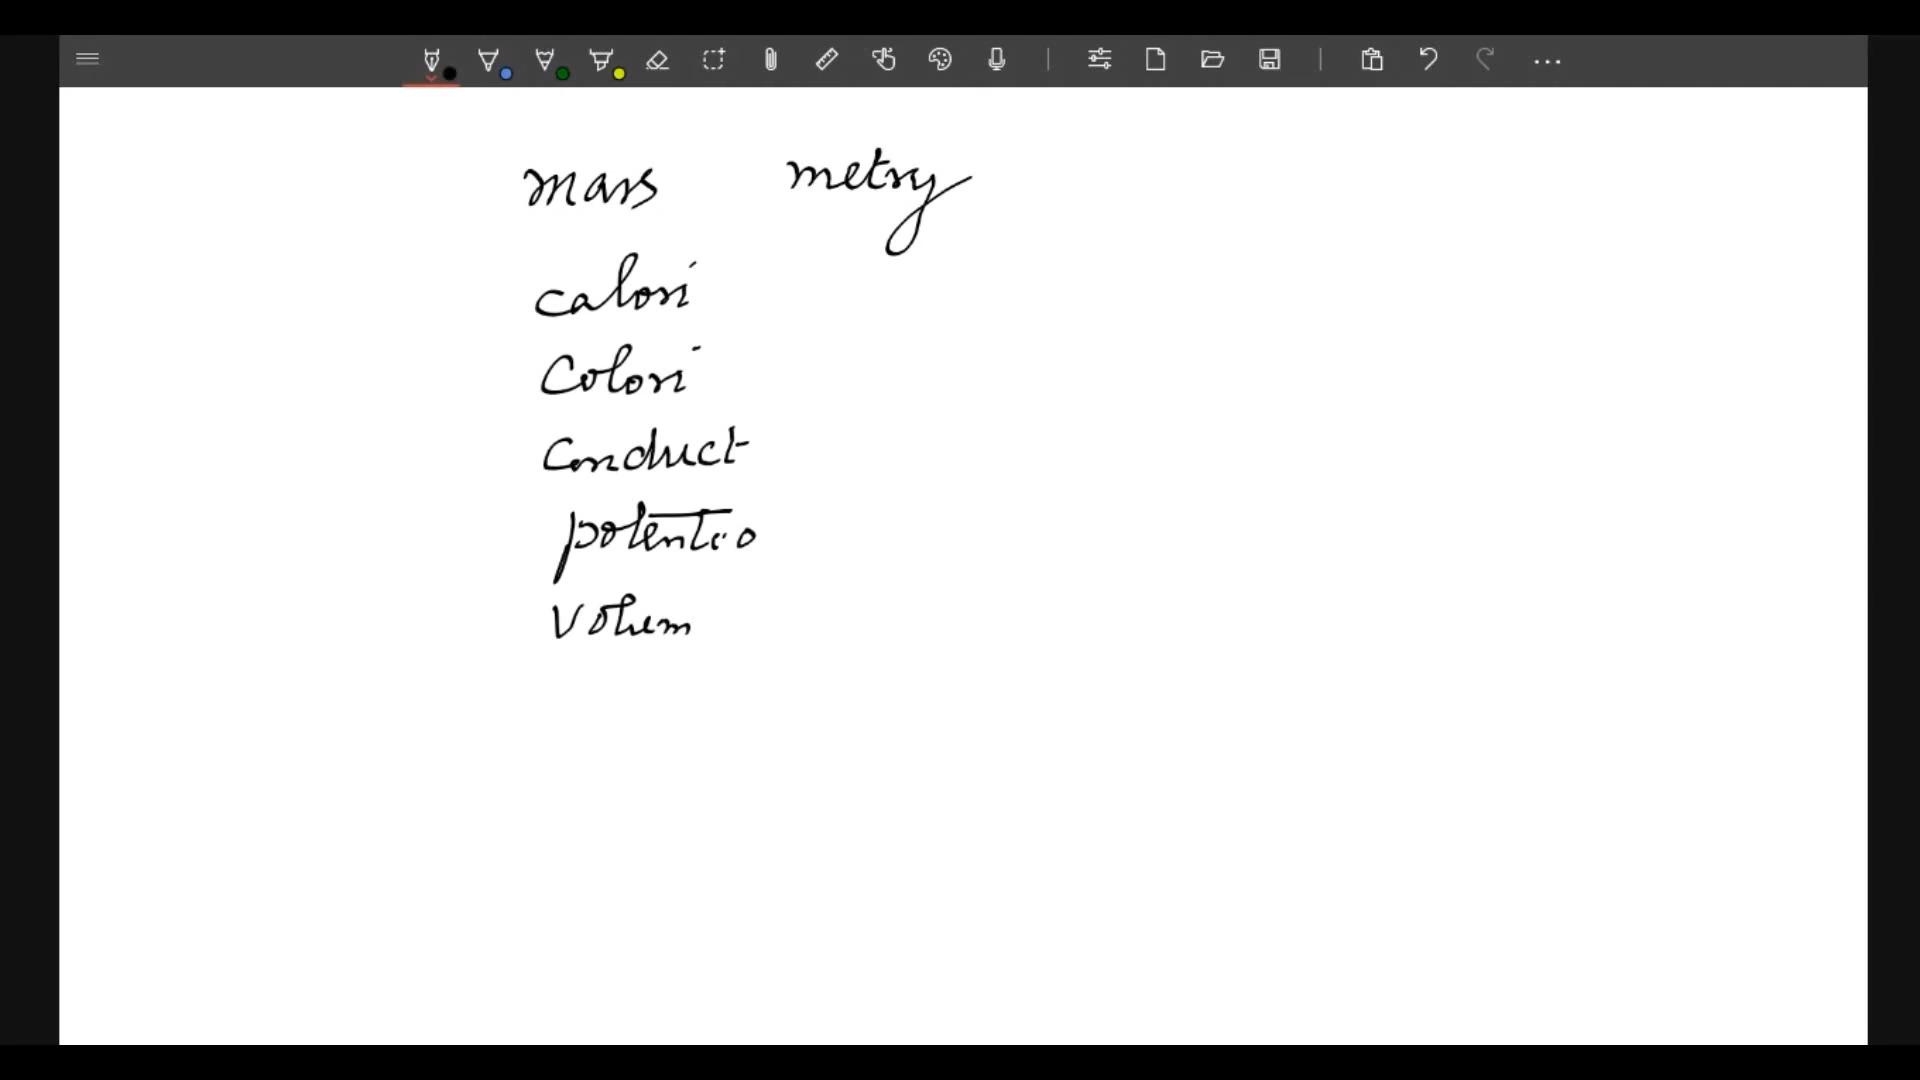 mass metry
calori
Colori
Conduct
potentio
Volum